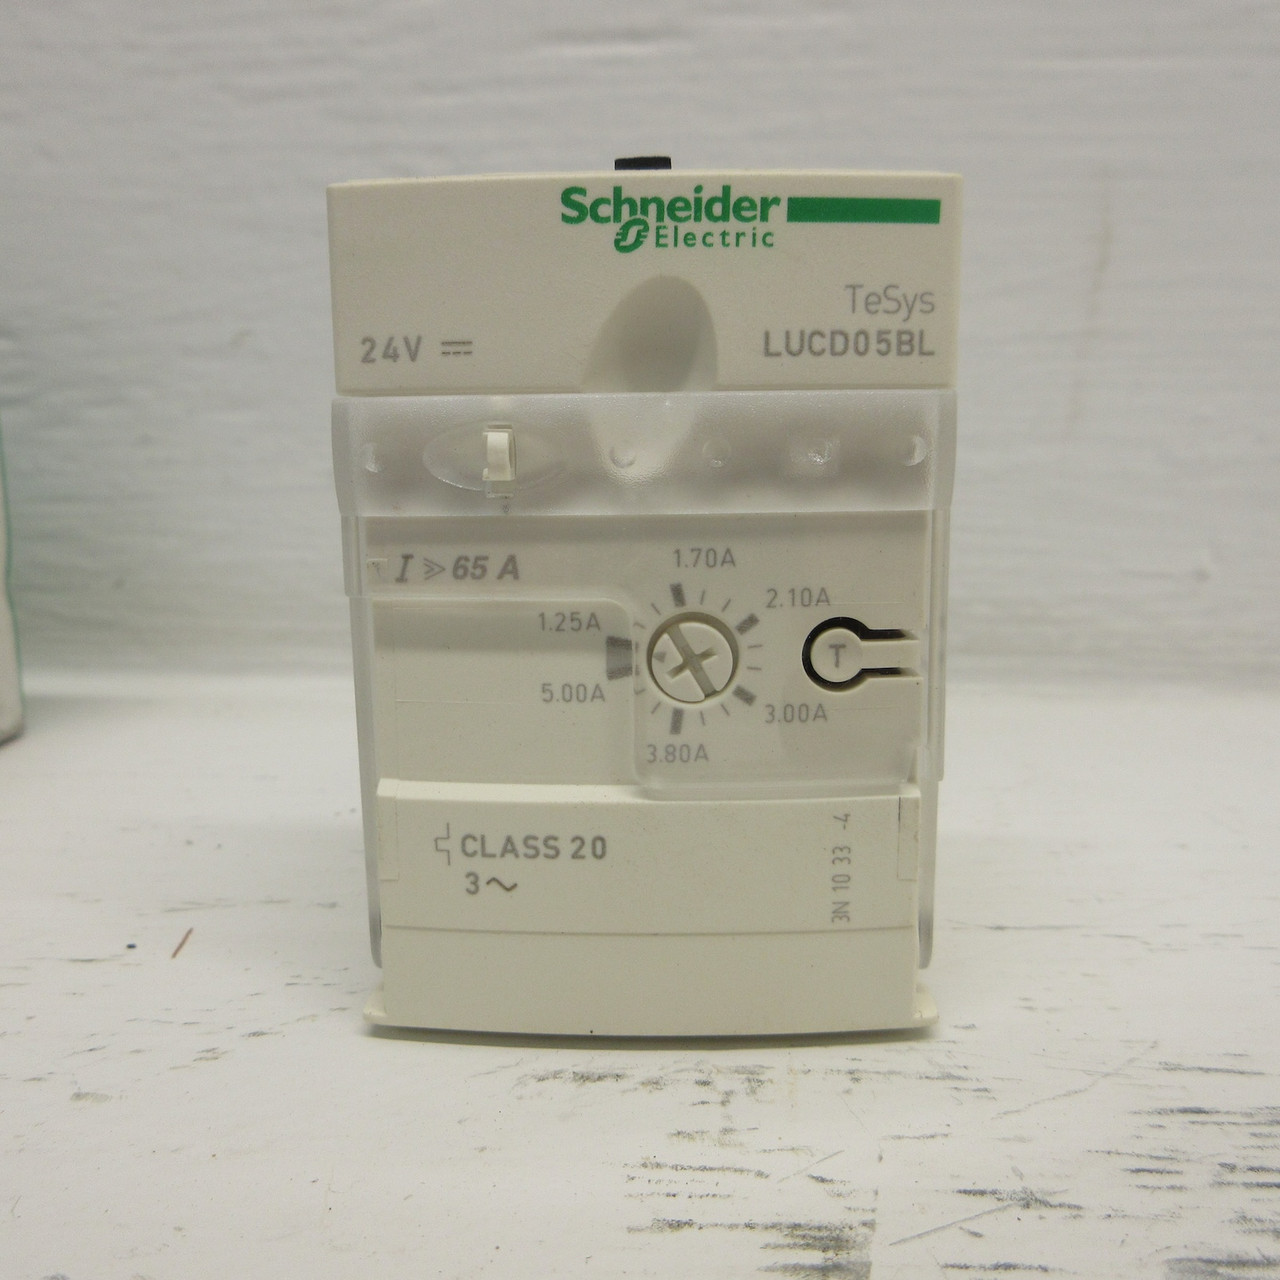 Schneider
Electric
TeSys
24V
LUCD05BL
I ⩾ 65 A
1.70A
2.10A
1.25A
T
5.00A
3.00A
3.80A
CLASS 20
3~
3N 10 33 -4